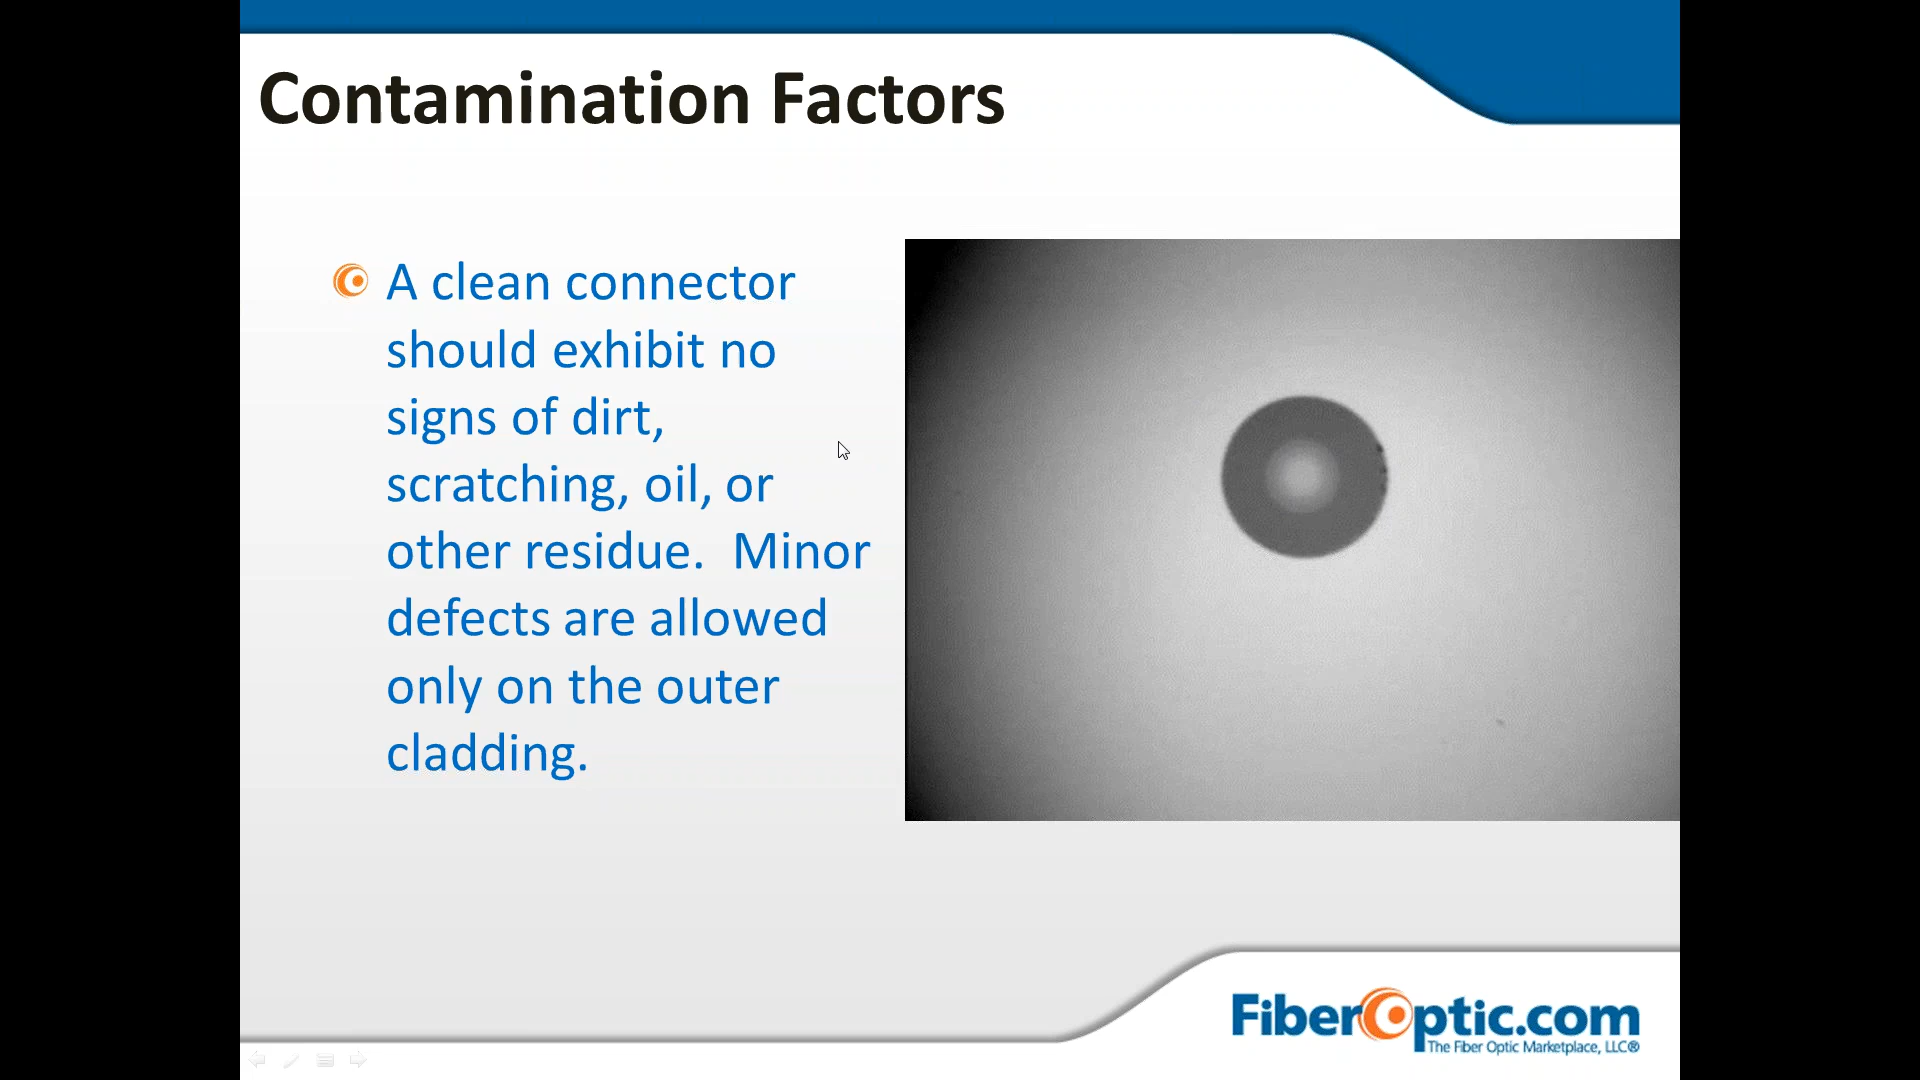 Contamination Factors
A clean connector
should exhibit no
signs of dirt,
scratching, oil, or
other residue.  Minor
defects are allowed
only on the outer
cladding.
FiberOptic.com
The Fiber Optic Marketplace, LLC®